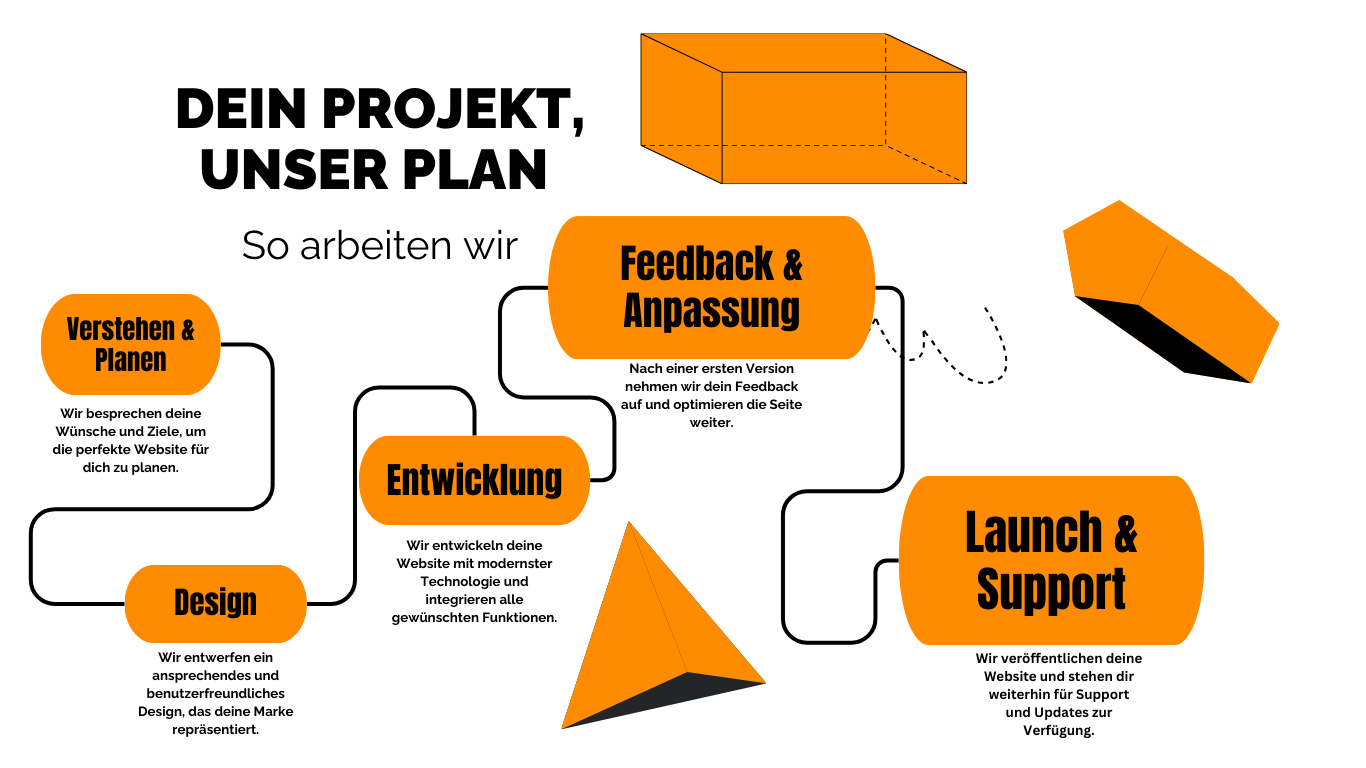 DEIN PROJEKT,
UNSER PLAN
So arbeiten wir
Verstehen &
Planen
Wir besprechen deine
Wünsche und Ziele, um
die perfekte Website für
dich zu planen.
Design
Wir entwerfen ein
ansprechendes und
benutzerfreundliches
Design, das deine Marke
repräsentiert.
Entwicklung
Wir entwickeln deine
Website mit modernster
Technologie und
integrieren alle
gewünschten Funktionen.
Feedback &
Anpassung
Nach einer ersten Version
nehmen wir dein Feedback
auf und optimieren die Seite
weiter.
Launch &
Support
Wir veröffentlichen deine
Website und stehen dir
weiterhin für Support
und Updates zur
Verfügung.